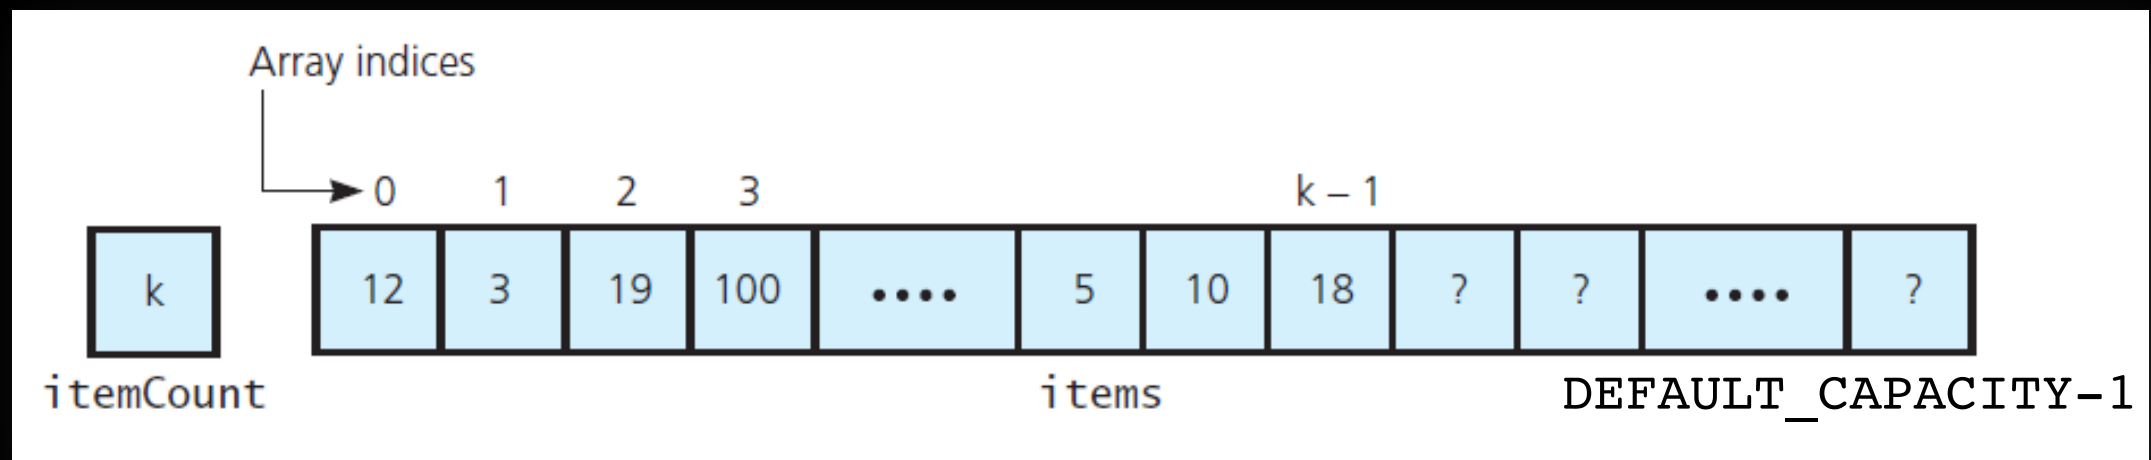 Array indices
0 1 2 3 k – 1
k 12 3 19 100 •••• 5 10 18 ? ? •••• ?
itemCount items DEFAULT_CAPACITY-1